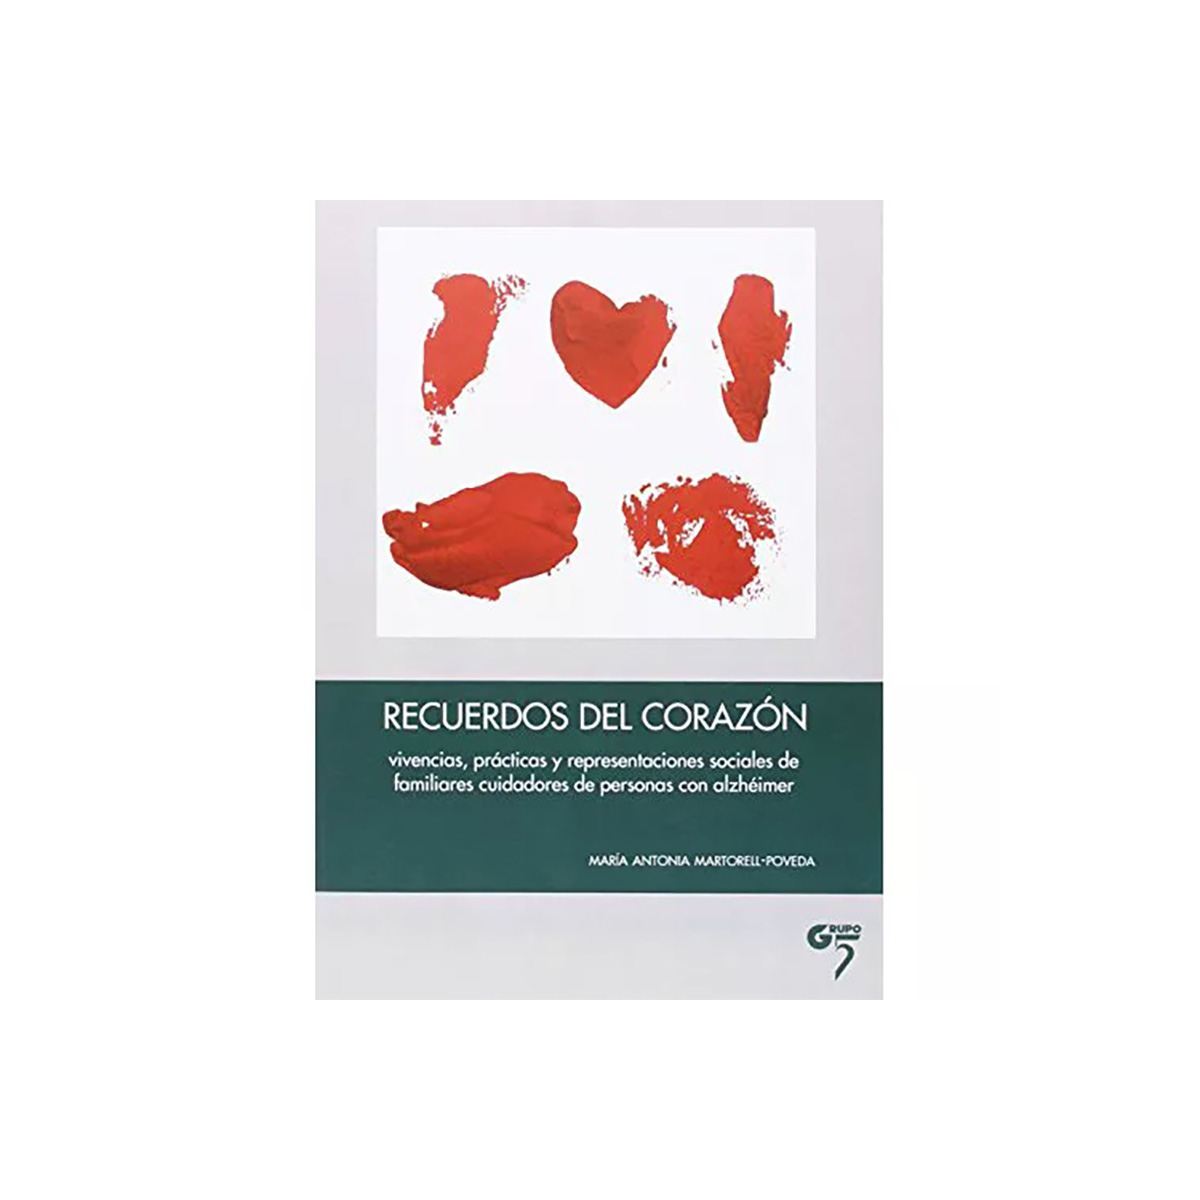 RECUERDOS DEL CORAZÓN
vivencias, prácticas y representaciones sociales de
familiares cuidadores de personas con alzhéimer
MARÍA ANTONIA MARTORELL-POVEDA
GRUPO
5